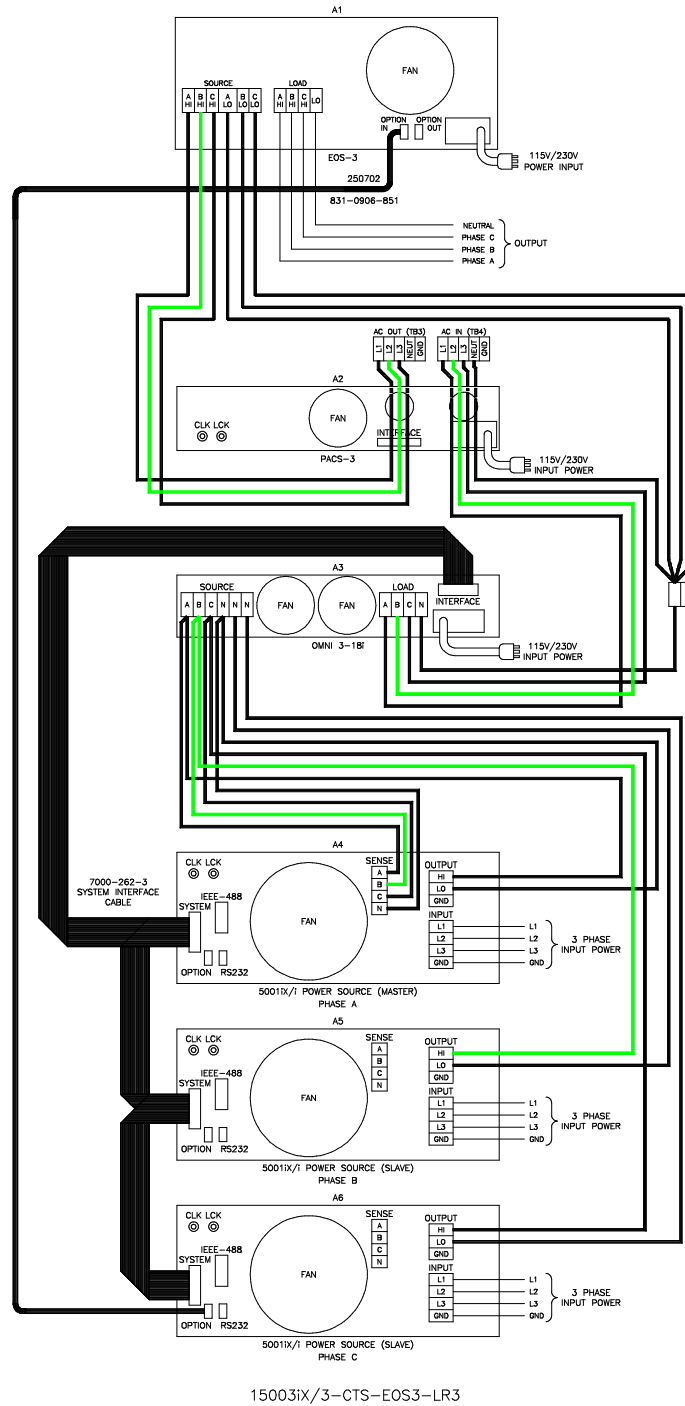 A1
FAN
SOURCE
LOAD
A HI
B HI
C HI
A LO
B LO
C LO
A HI
B HI
C HI
LO
OPTION IN
OPTION OUT
EOS-3
115V/230V
POWER INPUT
250702
831-0906-851
NEUTRAL
PHASE C
PHASE B
PHASE A
OUTPUT
AC OUT (TB3)
L1 L2 L3 NEUT GND
AC IN (TB4)
L1 L2 L3 NEUT GND
A2
CLK LCK
FAN
INTERFACE
PACS-3
115V/230V
INPUT POWER
A3
SOURCE
A B C N N N
FAN
FAN
LOAD
A B C N
INTERFACE
OMNI 3-18i
115V/230V
INPUT POWER
7000-262-3
SYSTEM INTERFACE
CABLE
A4
CLK LCK
IEEE-488
SYSTEM
OPTION RS232
FAN
SENSE
A
B
C
N
OUTPUT
HI
LO
GND
INPUT
L1
L2
L3
GND
L1
L2
L3
GND
3 PHASE
INPUT POWER
5001iX/i POWER SOURCE (MASTER)
PHASE A
A5
CLK LCK
IEEE-488
SYSTEM
OPTION RS232
FAN
SENSE
A
B
C
N
OUTPUT
HI
LO
GND
INPUT
L1
L2
L3
GND
L1
L2
L3
GND
3 PHASE
INPUT POWER
5001iX/i POWER SOURCE (SLAVE)
PHASE B
A6
CLK LCK
IEEE-488
SYSTEM
OPTION RS232
FAN
SENSE
A
B
C
N
OUTPUT
HI
LO
GND
INPUT
L1
L2
L3
GND
L1
L2
L3
GND
3 PHASE
INPUT POWER
5001iX/i POWER SOURCE (SLAVE)
PHASE C
15003iX/3-CTS-EOS3-LR3